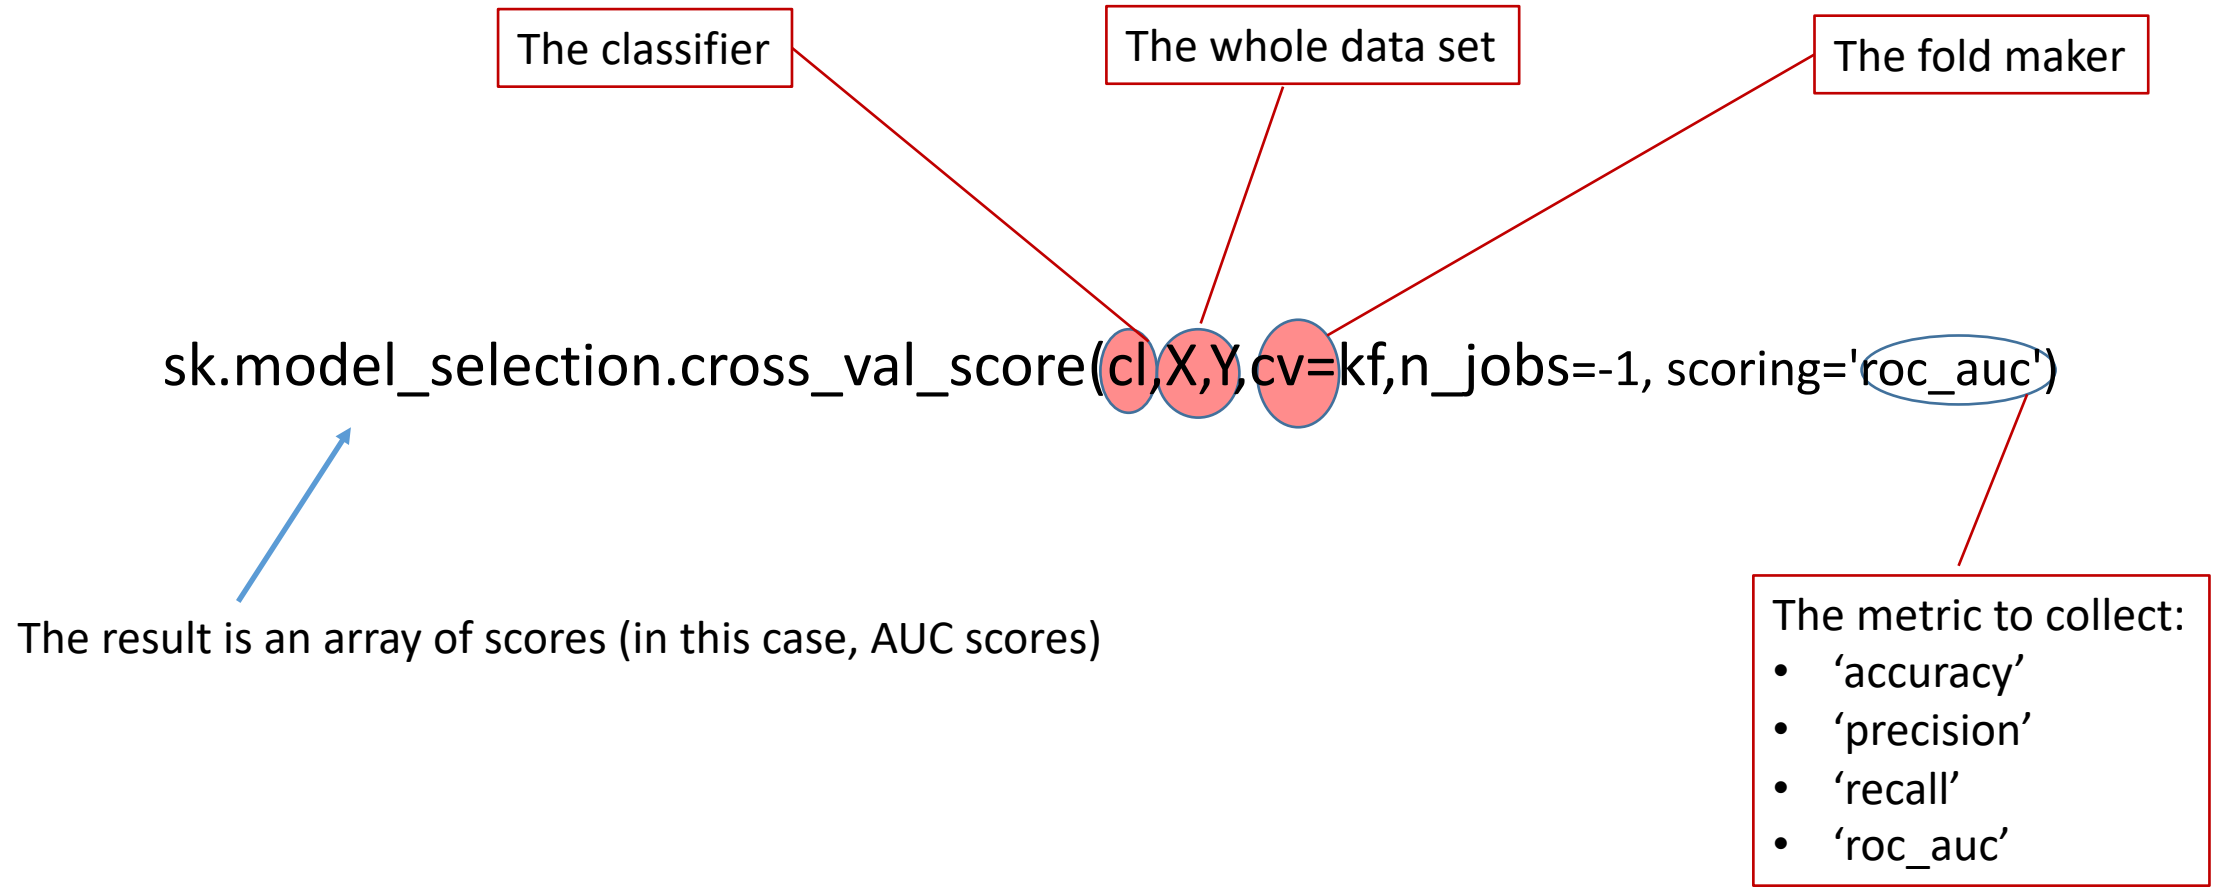 The classifier
The whole data set
The fold maker
sk.model_selection.cross_val_score(cl,X,Y,cv=kf,n_jobs=-1, scoring='roc_auc')
The result is an array of scores (in this case, AUC scores)
The metric to collect:
• ‘accuracy’
• ‘precision’
• ‘recall’
• ‘roc_auc’